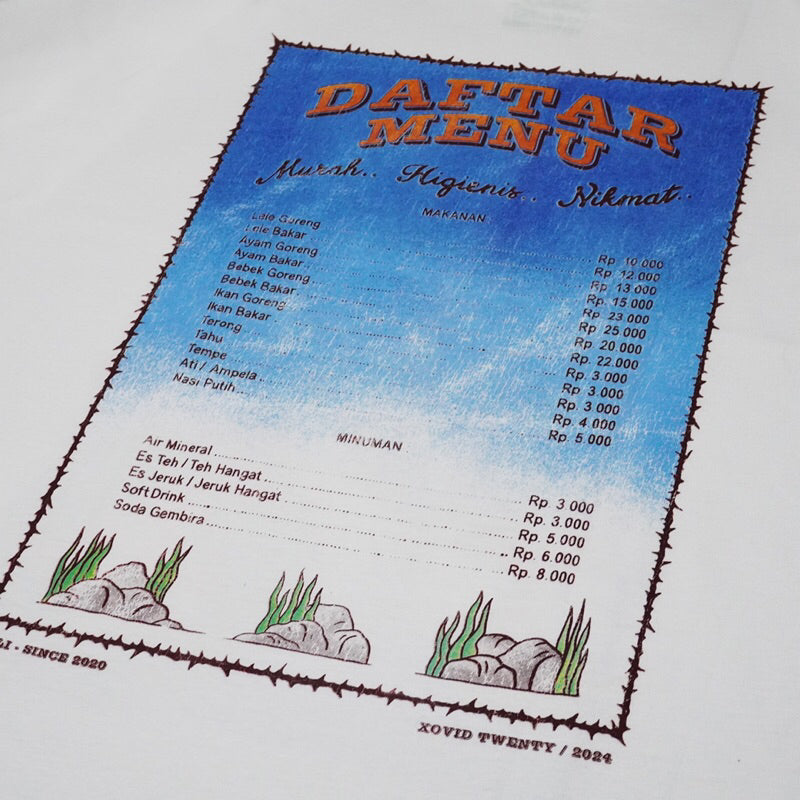 DAFTAR
MENU
Murah.. Higienis.. Nikmat..
MAKANAN
Lele Goreng ... Rp. 10.000
Lele Bakar ... Rp. 12.000
Ayam Goreng ... Rp. 13.000
Ayam Bakar ... Rp. 15.000
Bebek Goreng ... Rp. 23.000
Bebek Bakar ... Rp. 25.000
Ikan Goreng ... Rp. 20.000
Ikan Bakar ... Rp. 22.000
Terong ... Rp. 3.000
Tahu ... Rp. 3.000
Tempe ... Rp. 3.000
Ati / Ampela ... Rp. 4.000
Nasi Putih ... Rp. 5.000
MINUMAN
Air Mineral ... Rp. 3.000
Es Teh / Teh Hangat ... Rp. 3.000
Es Jeruk / Jeruk Hangat ... Rp. 5.000
Soft Drink ... Rp. 6.000
Soda Gembira ... Rp. 8.000
LI - SINCE 2020
XOVID TWENTY / 2024